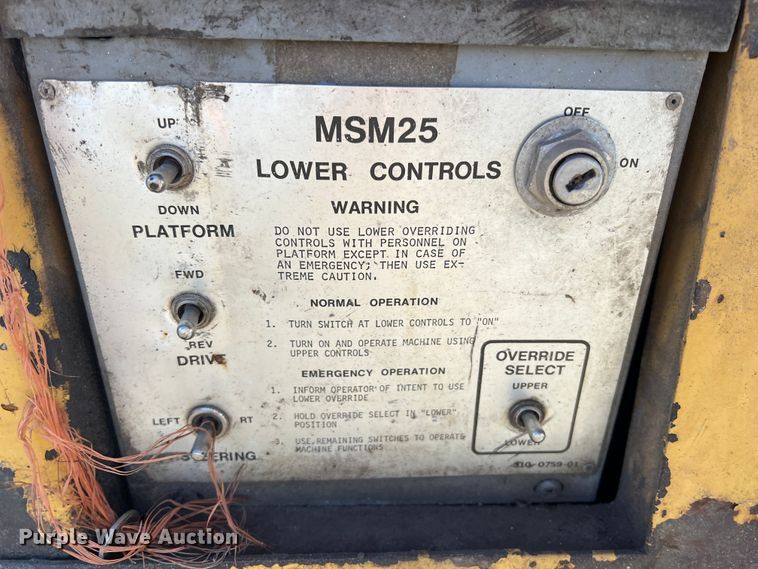 UP
DOWN
PLATFORM
FWD
REV
DRIVE
LEFT
RT
STEERING
MSM25
LOWER CONTROLS
WARNING
DO NOT USE LOWER OVERRIDING
CONTROLS WITH PERSONNEL ON
PLATFORM EXCEPT IN CASE OF
AN EMERGENCY; THEN USE EX-
TREME CAUTION.
NORMAL OPERATION
1. TURN SWITCH AT LOWER CONTROLS TO "ON"
2. TURN ON AND OPERATE MACHINE USING
UPPER CONTROLS
EMERGENCY OPERATION
1. INFORM OPERATOR OF INTENT TO USE
LOWER OVERRIDE
2. HOLD OVERRIDE SELECT IN "LOWER"
POSITION
3. USE REMAINING SWITCHES TO OPERATE
MACHINE FUNCTIONS
OFF
ON
OVERRIDE
SELECT
UPPER
LOWER
310-0759-01
Purple Wave Auction